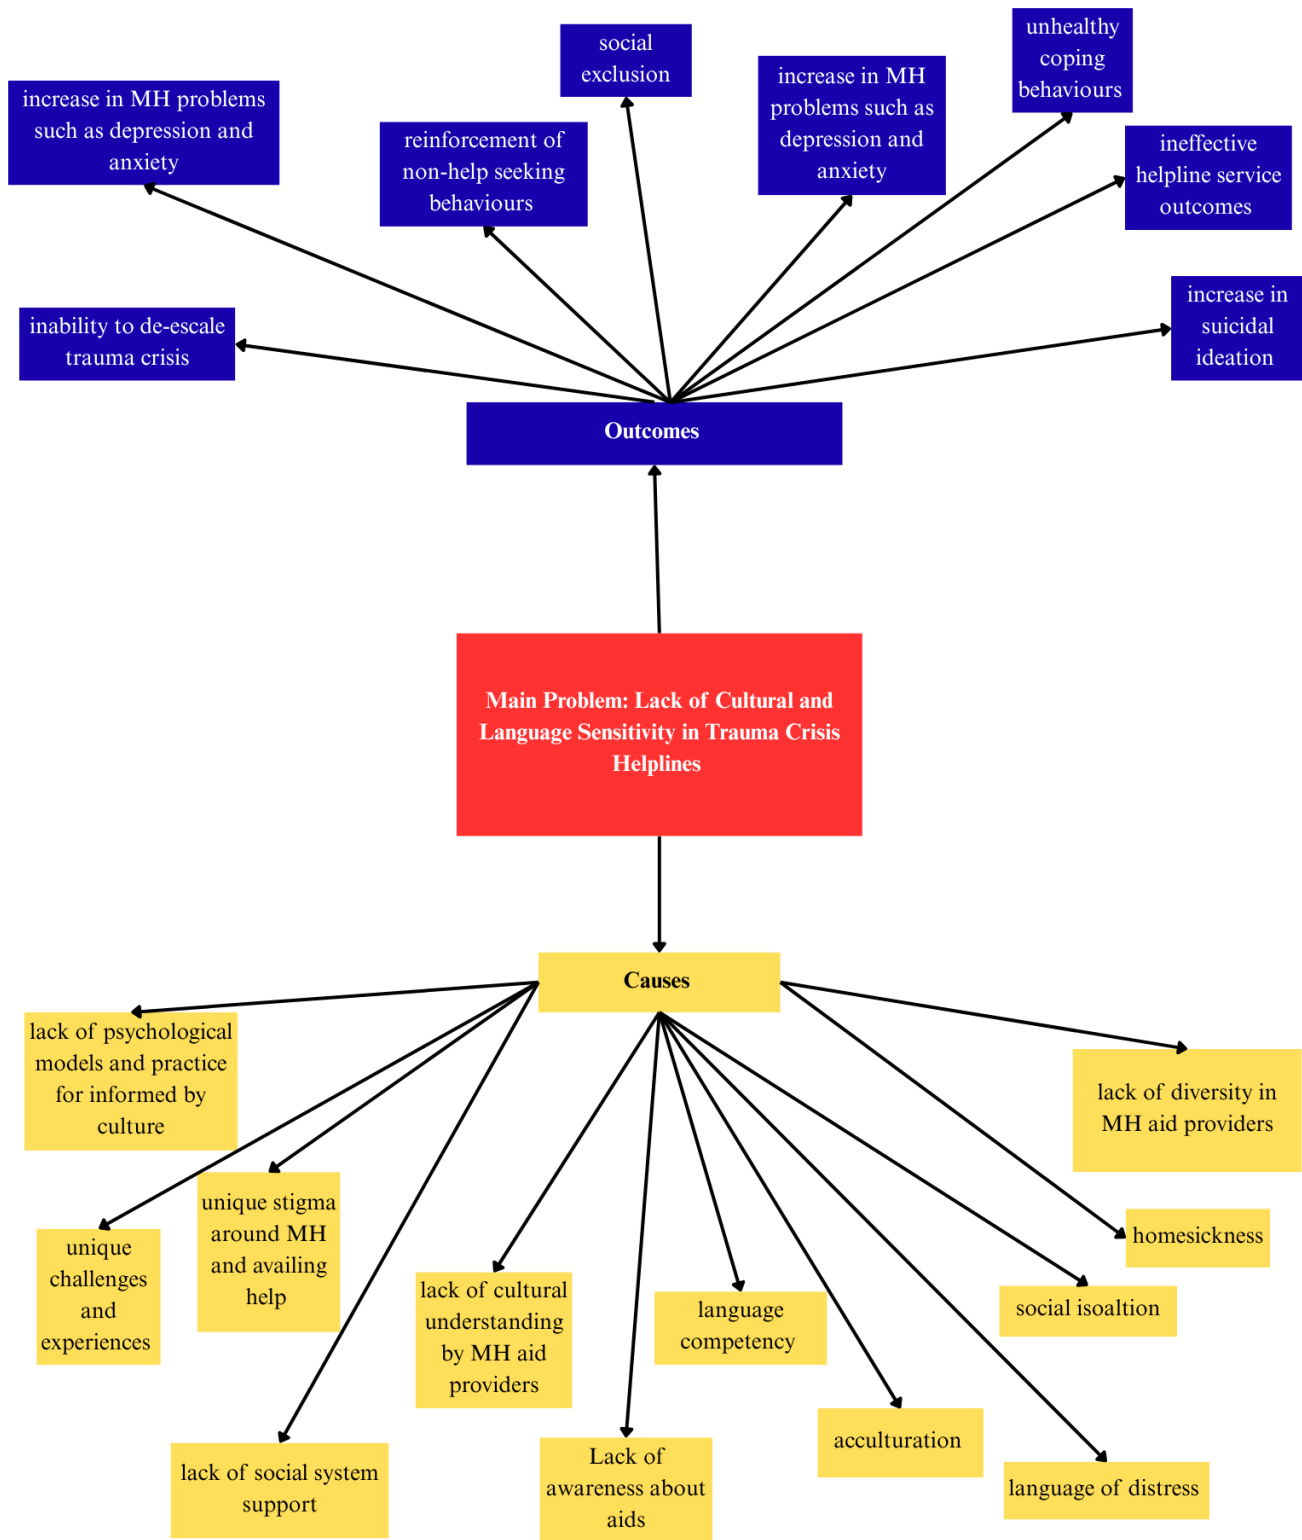 social
exclusion
unhealthy
coping
behaviours
increase in MH
problems such as
depression and
anxiety
increase in MH problems
such as depression and
anxiety
reinforcement of
non-help seeking
behaviours
ineffective
helpline service
outcomes
inability to de-escale
trauma crisis
increase in
suicidal
ideation
Outcomes
Main Problem: Lack of Cultural and
Language Sensitivity in Trauma Crisis
Helplines
Causes
lack of psychological
models and practice
for informed by
culture
lack of diversity in
MH aid providers
unique
challenges
and
experiences
unique stigma
around MH
and availing
help
lack of cultural
understanding
by MH aid
providers
language
competency
social isoaltion
homesickness
lack of social system
support
Lack of
awareness about
aids
acculturation
language of distress